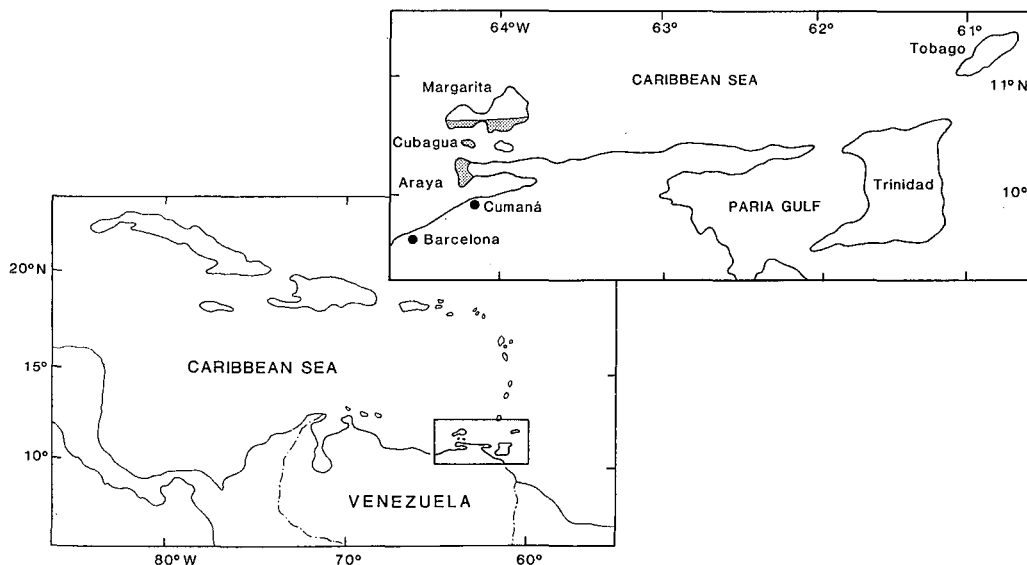 64°W
63°
62°
61°
Tobago
CARIBBEAN SEA
11°N
Margarita
Cubagua
Araya
Trinidad
10°
PARIA GULF
Cumaná
Barcelona
20°N
15°
CARIBBEAN SEA
10°
VENEZUELA
80°W
70°
60°